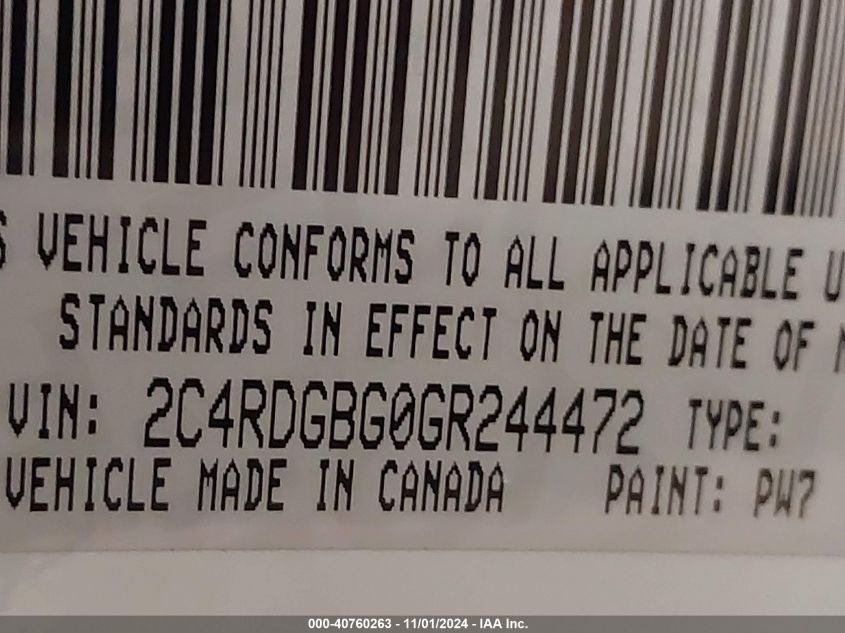 VEHICLE CONFORMS TO ALL APPLICABLE U
STANDARDS IN EFFECT ON THE DATE OF
VIN: 2C4RDGBG0GR244472 TYPE:
VEHICLE MADE IN CANADA PAINT: PW7
000-40760263 - 11/01/2024 - IAA Inc.